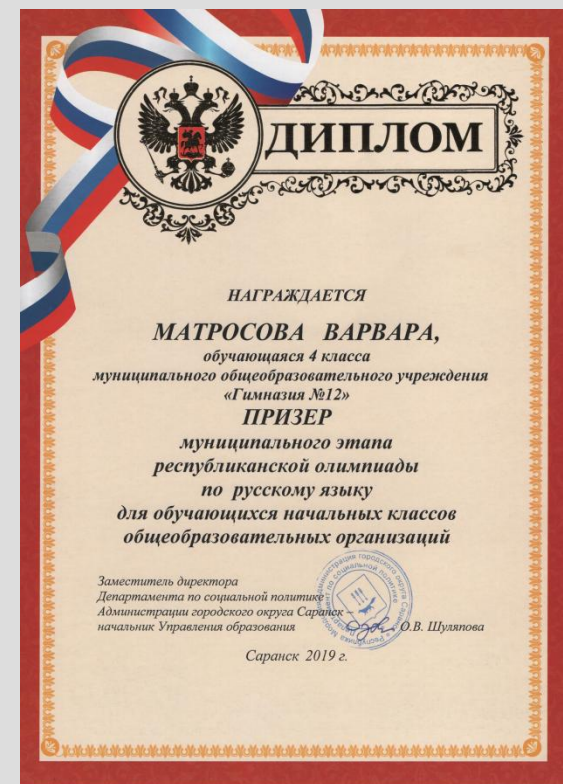 ДИПЛОМ
НАГРАЖДАЕТСЯ
МАТРОСОВА ВАРВАРА,
обучающаяся 4 класса
муниципального общеобразовательного учреждения
«Гимназия №12»
ПРИЗЕР
муниципального этапа
республиканской олимпиады
по русскому языку
для обучающихся начальных классов
общеобразовательных организаций
Заместитель директора
Департамента по социальной политике
Администрации городского округа Саранск –
начальник Управления образования О.В. Шуляпова
Саранск 2019 г.